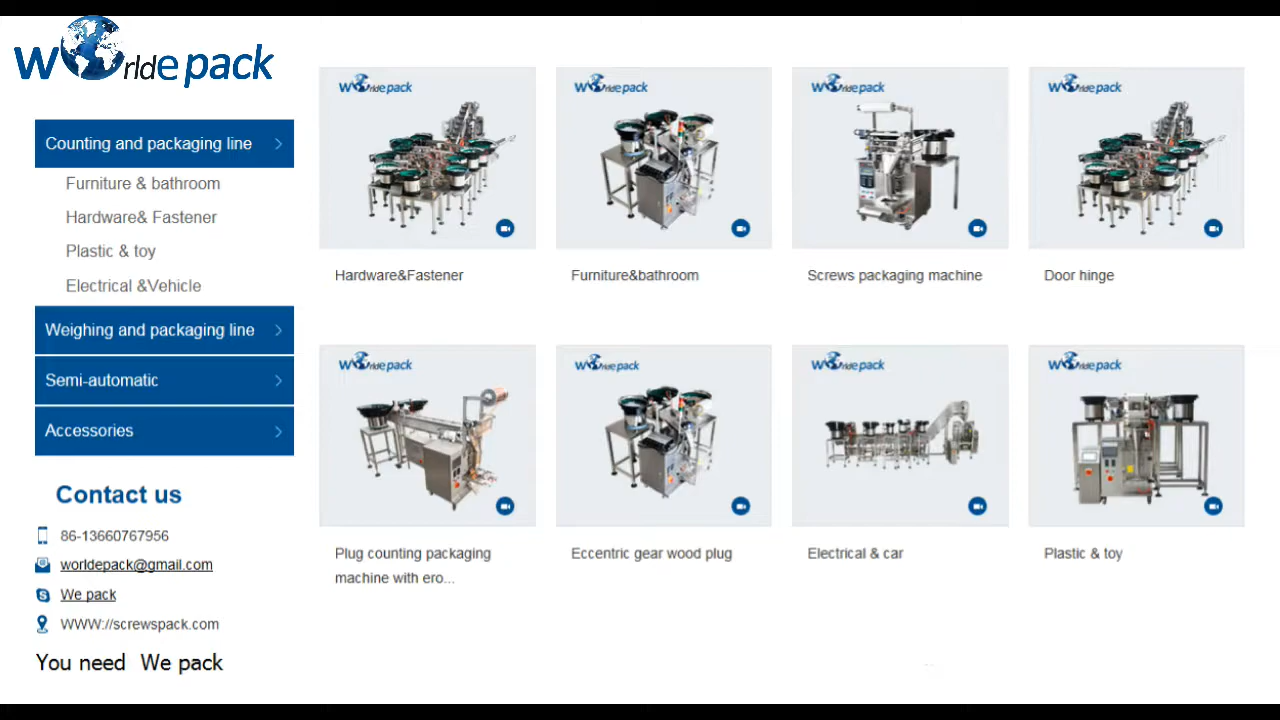 Worldepack
Counting and packaging line
Furniture & bathroom
Hardware& Fastener
Plastic & toy
Electrical &Vehicle
Weighing and packaging line
Semi-automatic
Accessories
Contact us
86-13660767956
worldepack@gmail.com
We pack
WWW://screwspack.com
You need We pack
Worldepack
Worldepack
Worldepack
Worldepack
Hardware&Fastener
Furniture&bathroom
Screws packaging machine
Door hinge
Worldepack
Worldepack
Worldepack
Worldepack
Plug counting packaging
machine with ero...
Eccentric gear wood plug
Electrical & car
Plastic & toy